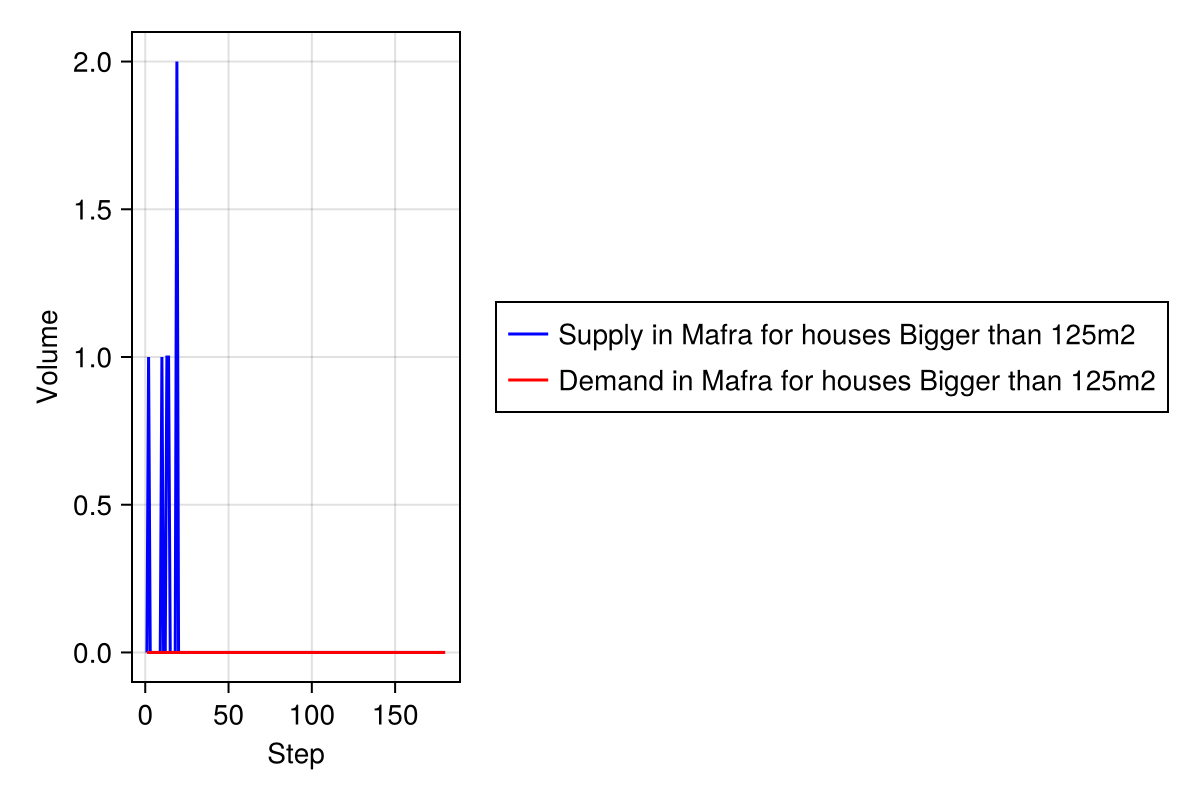 2.0
1.5
1.0
0.5
0.0
Volume
0 50 100 150
Step
Supply in Mafra for houses Bigger than 125m2
Demand in Mafra for houses Bigger than 125m2